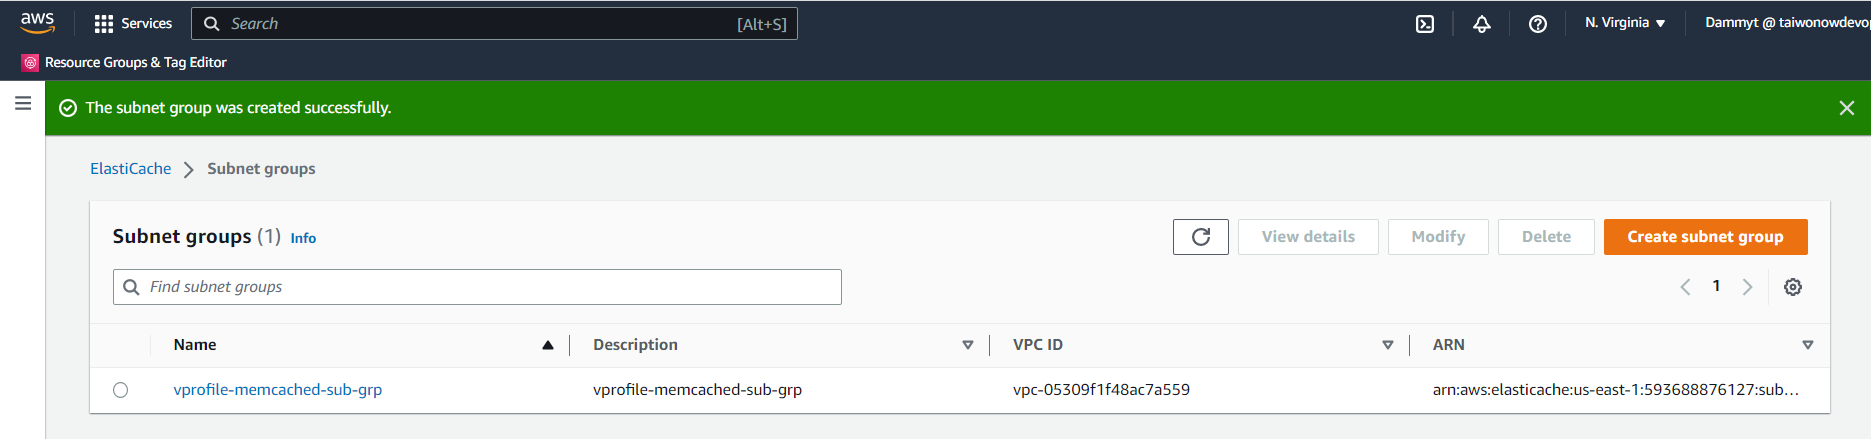 aws Services Search [Alt+S] N. Virginia Dammyt @ taiwonowdevop
Resource Groups & Tag Editor
The subnet group was created successfully.
ElastiCache Subnet groups
Subnet groups (1) Info View details Modify Delete Create subnet group
Find subnet groups 1
Name Description VPC ID ARN
vprofile-memcached-sub-grp vprofile-memcached-sub-grp vpc-05309f1f48ac7a559 arn:aws:elasticache:us-east-1:593688876127:sub...